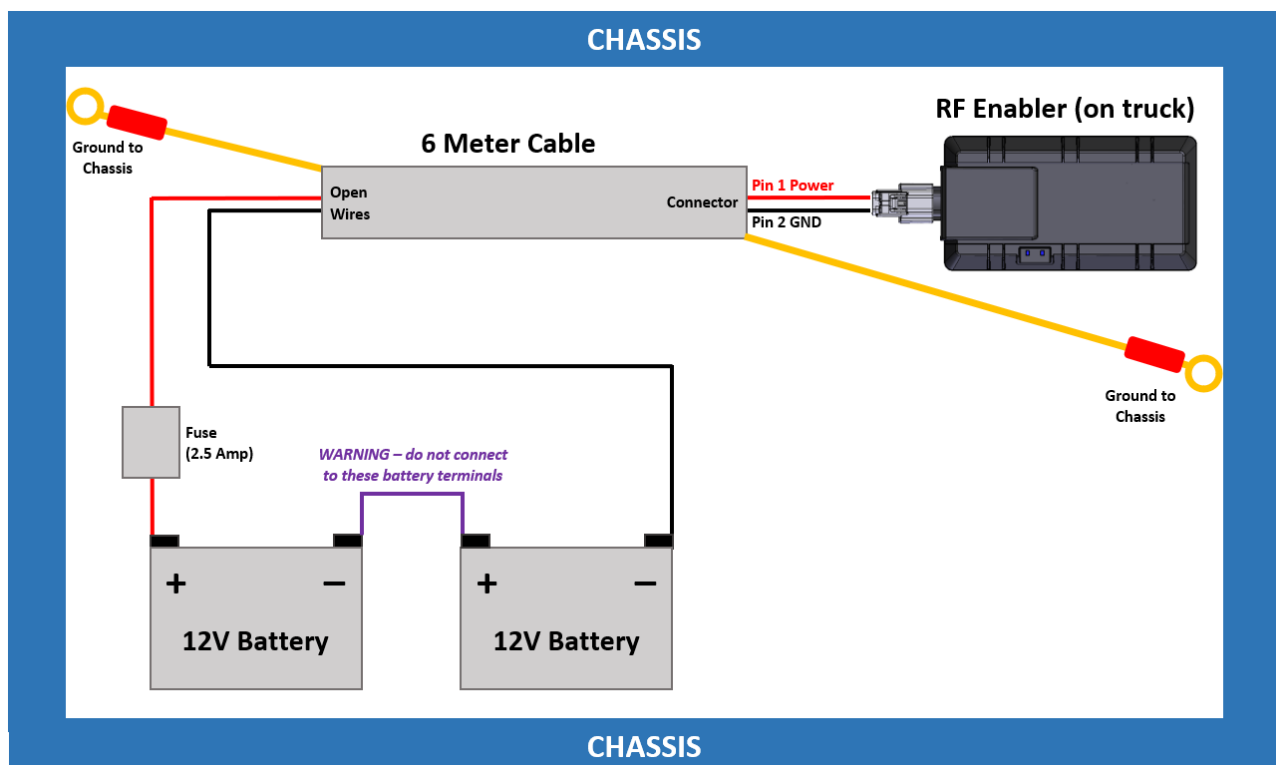 CHASSIS
RF Enabler (on truck)
Ground to
Chassis
6 Meter Cable
Open
Wires
Connector
Pin 1 Power
Pin 2 GND
Ground to
Chassis
Fuse
(2.5 Amp)
WARNING – do not connect
to these battery terminals
+ –
12V Battery
+ –
12V Battery
CHASSIS